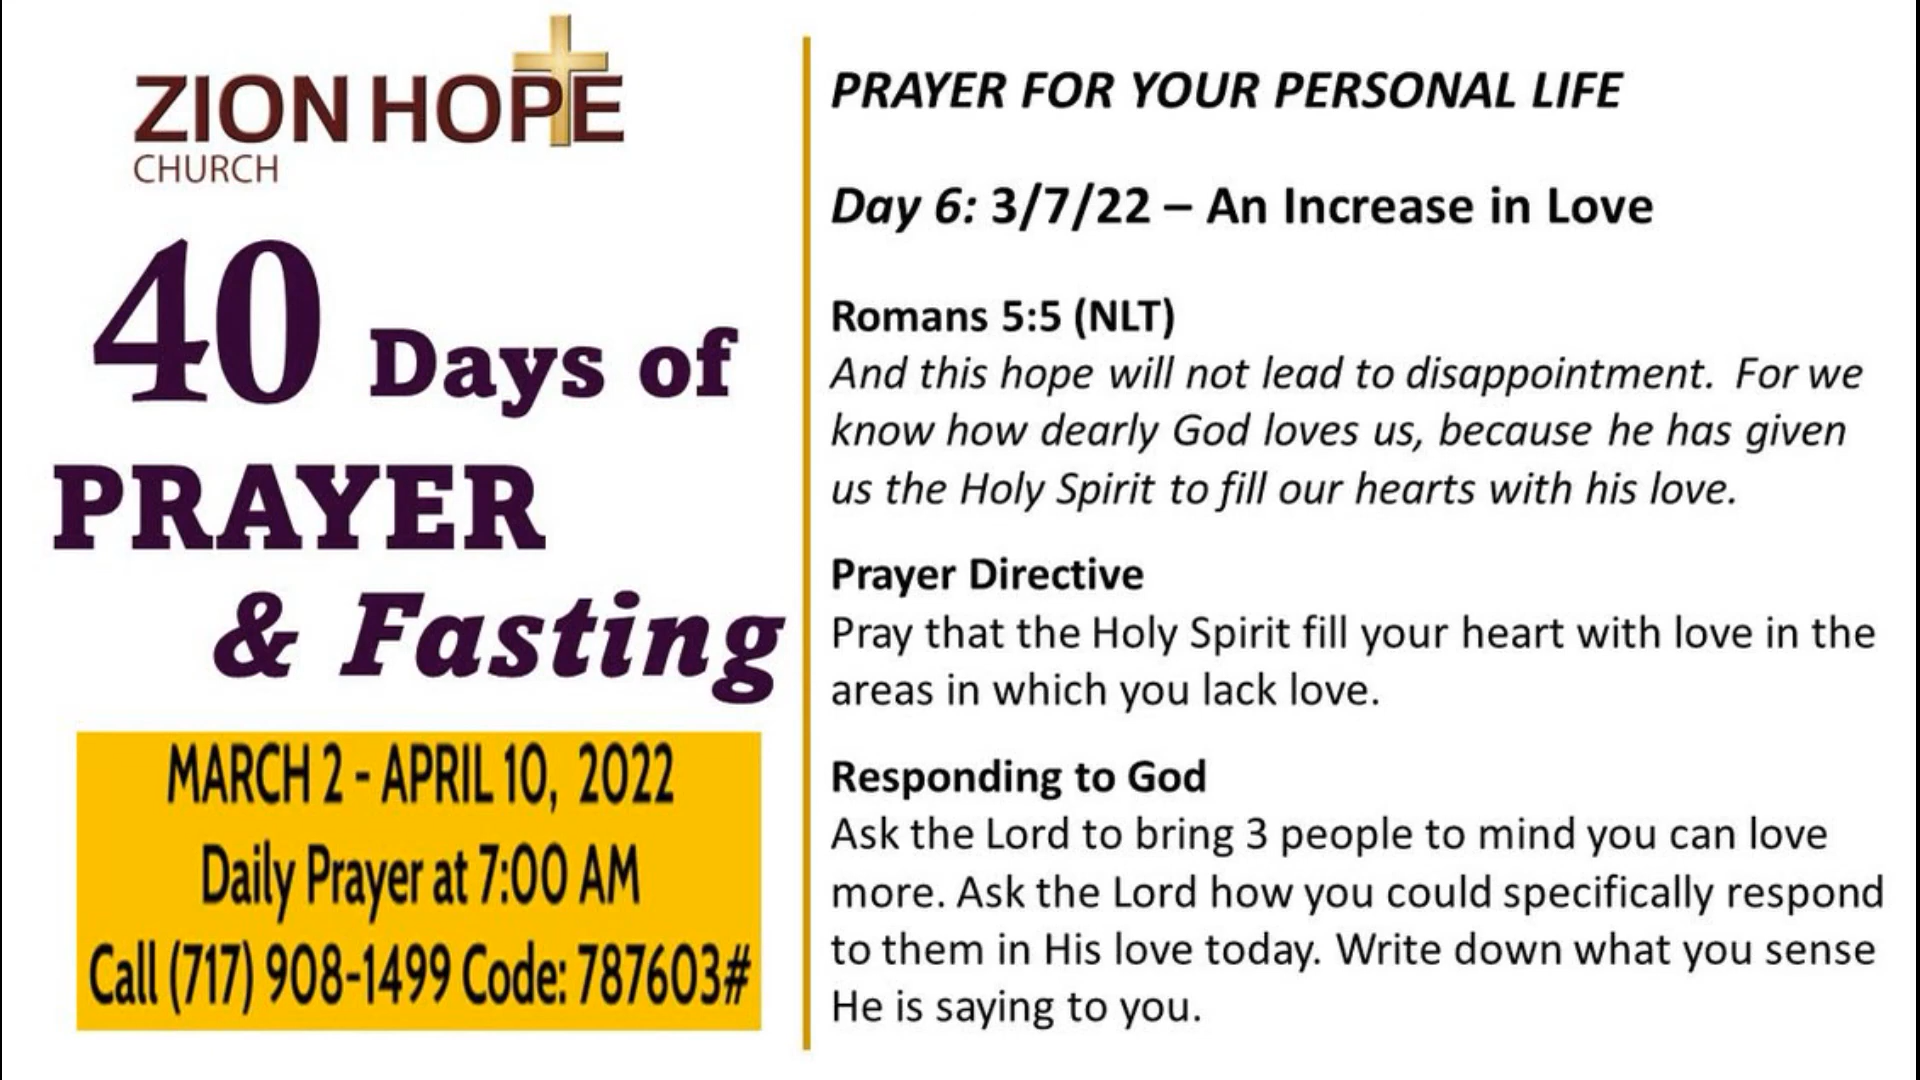 ZION HOPE
CHURCH
40 Days of
PRAYER
& Fasting
MARCH 2 - APRIL 10, 2022
Daily Prayer at 7:00 AM
Call (717) 908-1499 Code: 787603#
PRAYER FOR YOUR PERSONAL LIFE
Day 6: 3/7/22 – An Increase in Love
Romans 5:5 (NLT)
And this hope will not lead to disappointment. For we
know how dearly God loves us, because he has given
us the Holy Spirit to fill our hearts with his love.
Prayer Directive
Pray that the Holy Spirit fill your heart with love in the
areas in which you lack love.
Responding to God
Ask the Lord to bring 3 people to mind you can love
more. Ask the Lord how you could specifically respond
to them in His love today. Write down what you sense
He is saying to you.